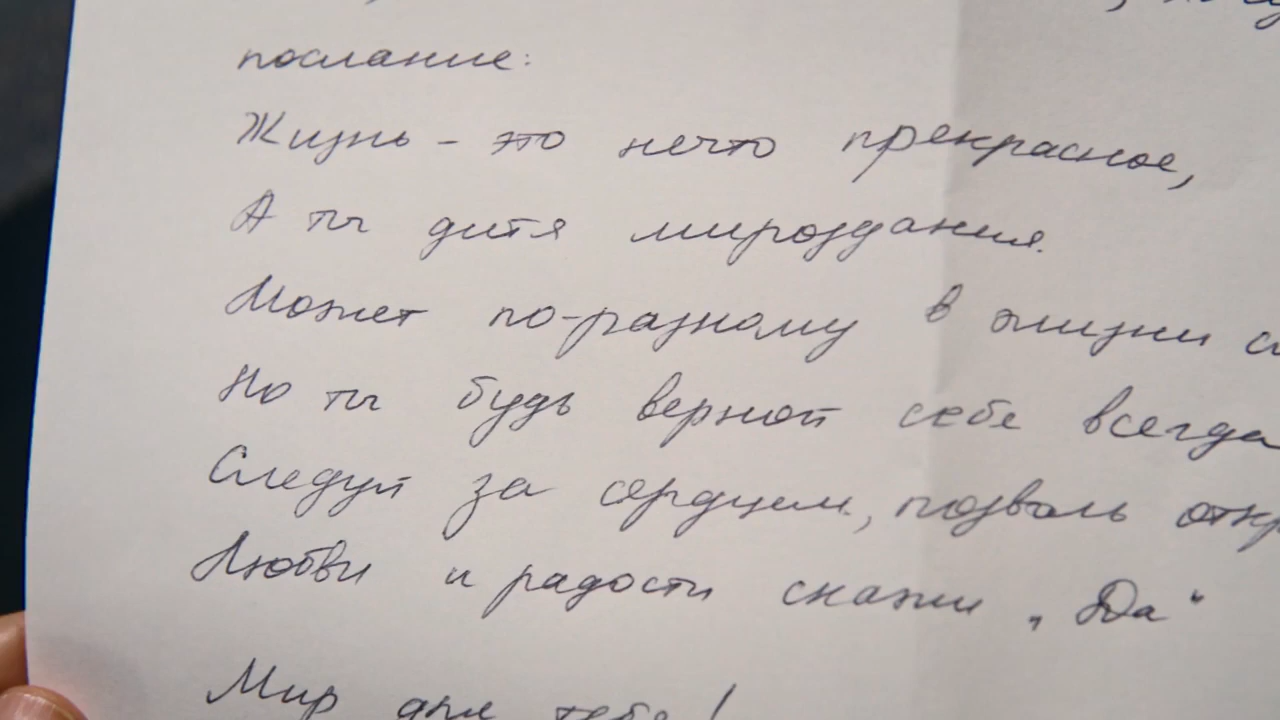 послание:
Жизнь - это нечто прекрасное,
А ты дитя мироздания.
Может по-разному в жизни
Но ты будь верной себе всегда
Следуй за сердцем, позволь
Любви и радости скажи „Да“
Мир для тебя!